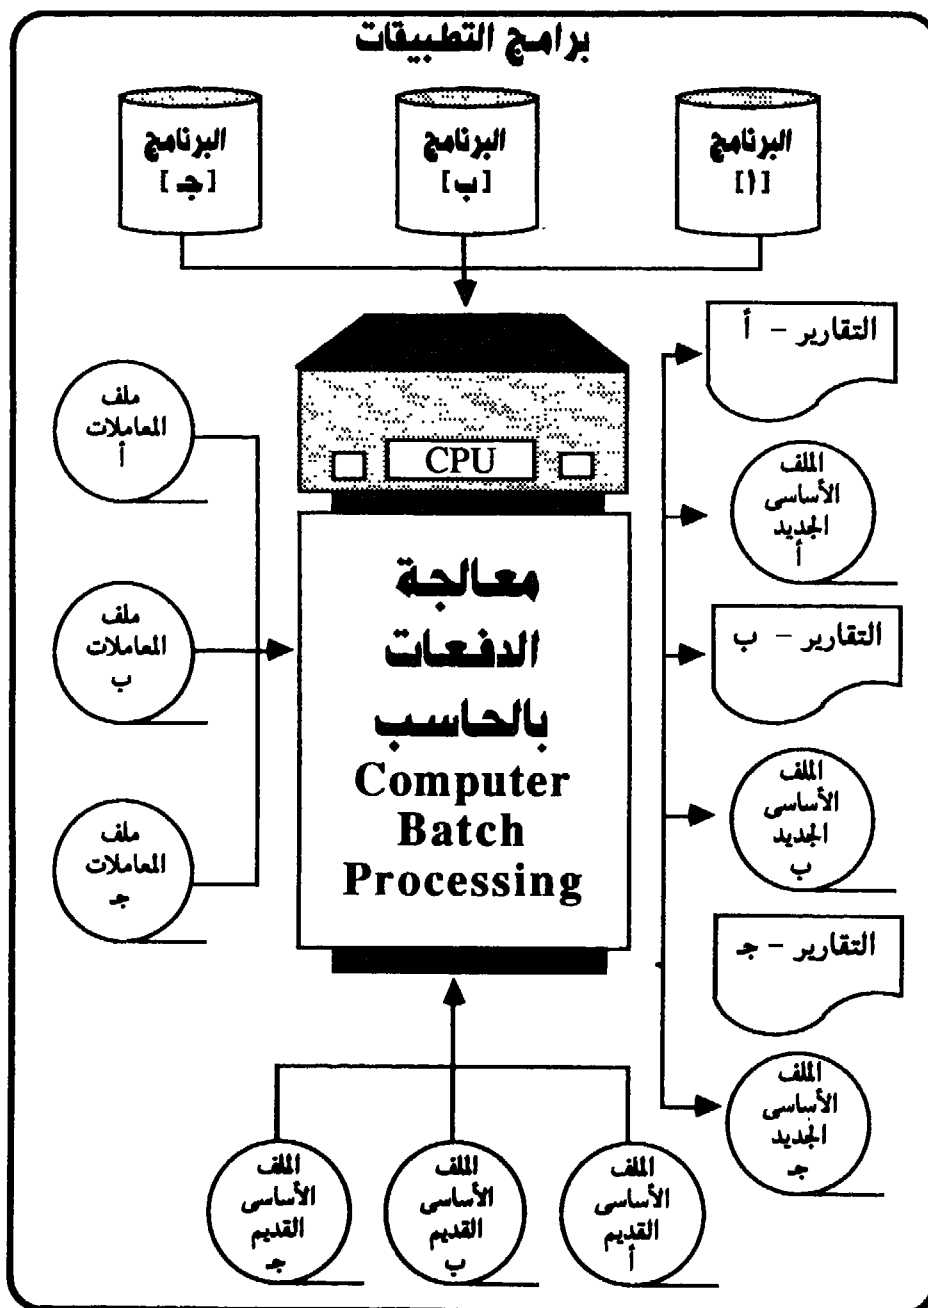 برامج التطبيقات
البرنامج
[أ]
البرنامج
[ب]
البرنامج
[جـ]
CPU
معالجة
الدفعات
بالحاسب
Computer
Batch
Processing
التقارير – أ
الملف
الأساسى
الجديد
أ
التقارير – ب
الملف
الأساسى
الجديد
ب
التقارير – جـ
الملف
الأساسى
الجديد
جـ
ملف
المعاملات
أ
ملف
المعاملات
ب
ملف
المعاملات
جـ
الملف
الأساسى
القديم
أ
الملف
الأساسى
القديم
ب
الملف
الأساسى
القديم
جـ